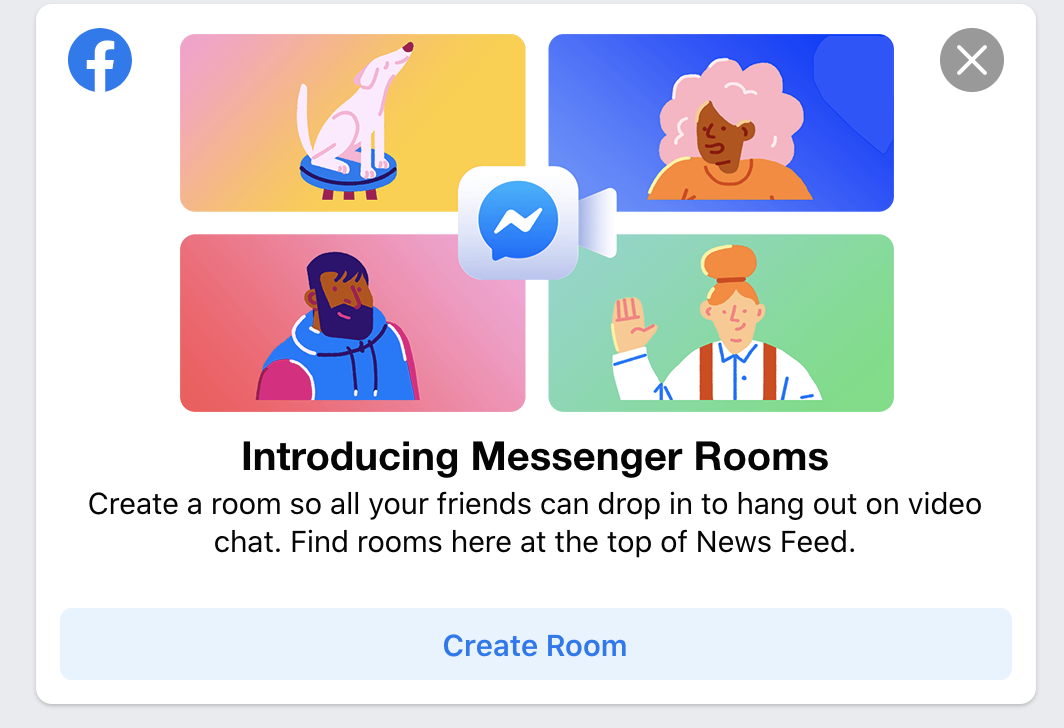 Introducing Messenger Rooms
Create a room so all your friends can drop in to hang out on video
chat. Find rooms here at the top of News Feed.
Create Room